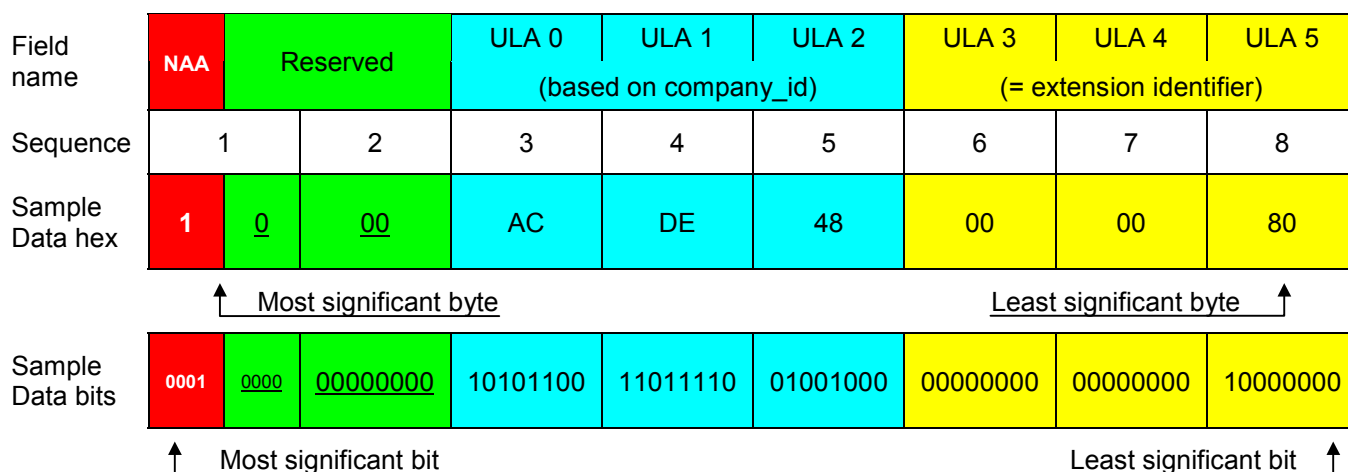 Field name NAA Reserved ULA 0 ULA 1 ULA 2 ULA 3 ULA 4 ULA 5
(based on company_id) (= extension identifier)
Sequence 1 2 3 4 5 6 7 8
Sample Data hex 1 0 00 AC DE 48 00 00 80
Most significant byte Least significant byte
Sample Data bits 0001 0000 00000000 10101100 11011110 01001000 00000000 00000000 10000000
Most significant bit Least significant bit